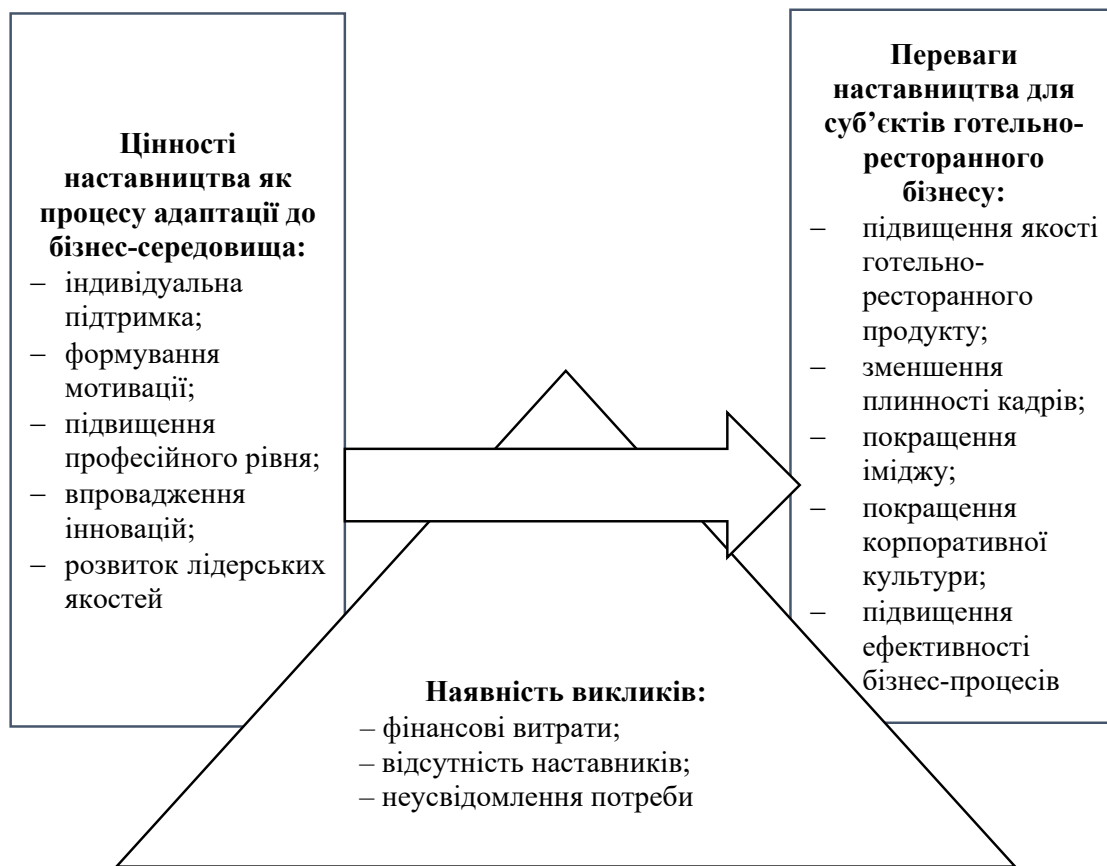 Цінності
наставництва як
процесу адаптації до
бізнес-середовища:
– індивідуальна
підтримка;
– формування
мотивації;
– підвищення
професійного рівня;
– впровадження
інновацій;
– розвиток лідерських
якостей
Переваги
наставництва для
суб’єктів готельно-
ресторанного
бізнесу:
– підвищення якості
готельно-
ресторанного
продукту;
– зменшення
плинності кадрів;
– покращення
іміджу;
– покращення
корпоративної
культури;
– підвищення
ефективності
бізнес-процесів
Наявність викликів:
– фінансові витрати;
– відсутність наставників;
– неусвідомлення потреби